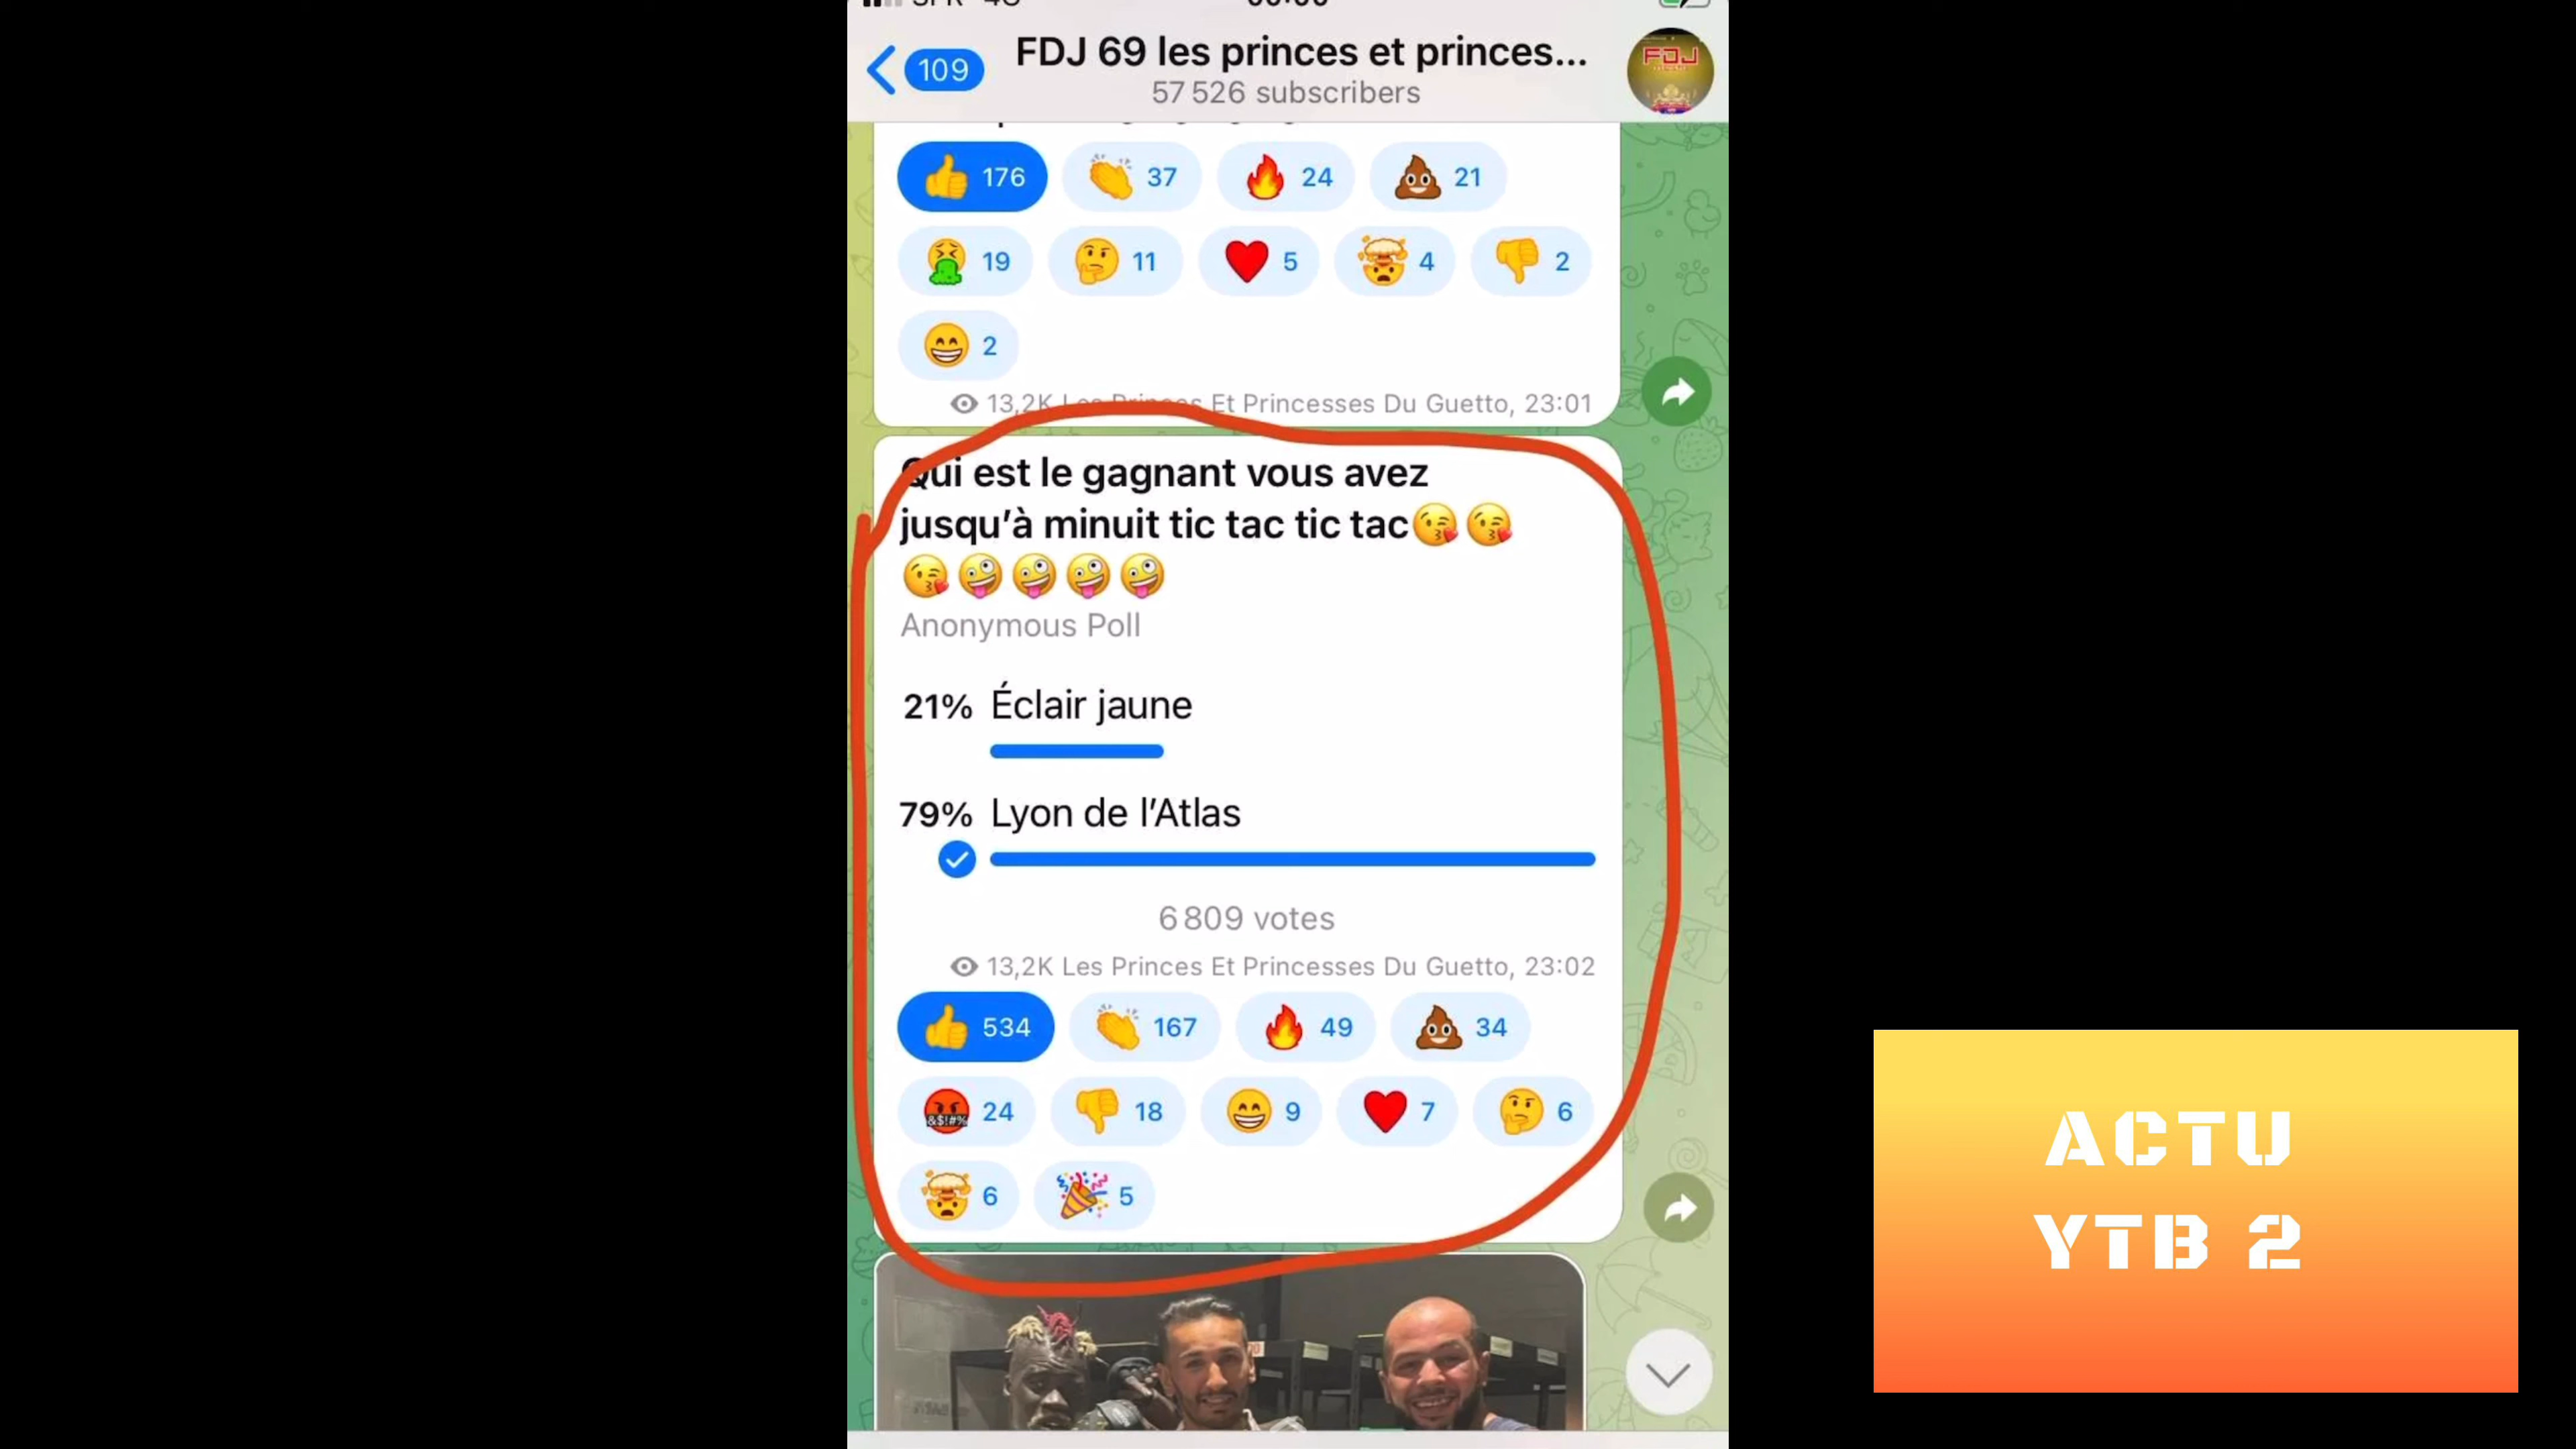 FDJ 69 les princes et princes...
109
57 526 subscribers
FDJ
176
37
24
21
19
11
5
4
2
2
13,2K Les Princes Et Princesses Du Guetto, 23:01
Qui est le gagnant vous avez
jusqu'à minuit tic tac tic tac
Anonymous Poll
21% Éclair jaune
79% Lyon de l'Atlas
6 809 votes
13,2K Les Princes Et Princesses Du Guetto, 23:02
534
167
49
34
&$!#%
24
18
9
7
6
6
5
ACTU
YTB 2